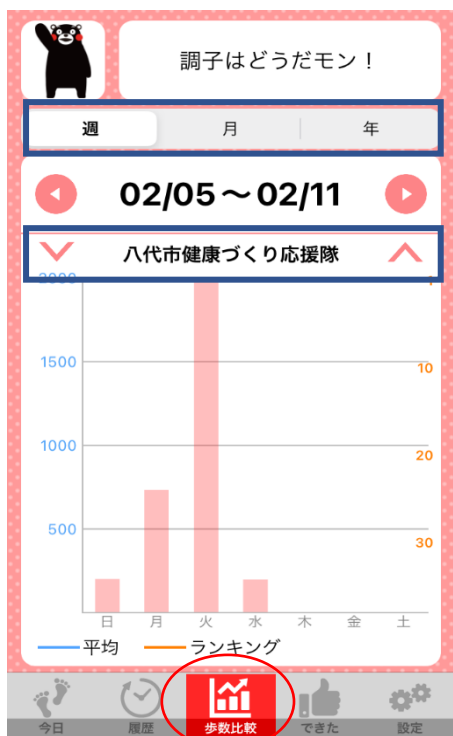 調子はどうだモン！
週 月 年
02/05～02/11
八代市健康づくり応援隊
2000 1
1500 10
1000 20
500 30
日 月 火 水 木 金 土
平均 ランキング
今日 履歴 歩数比較 できた 設定